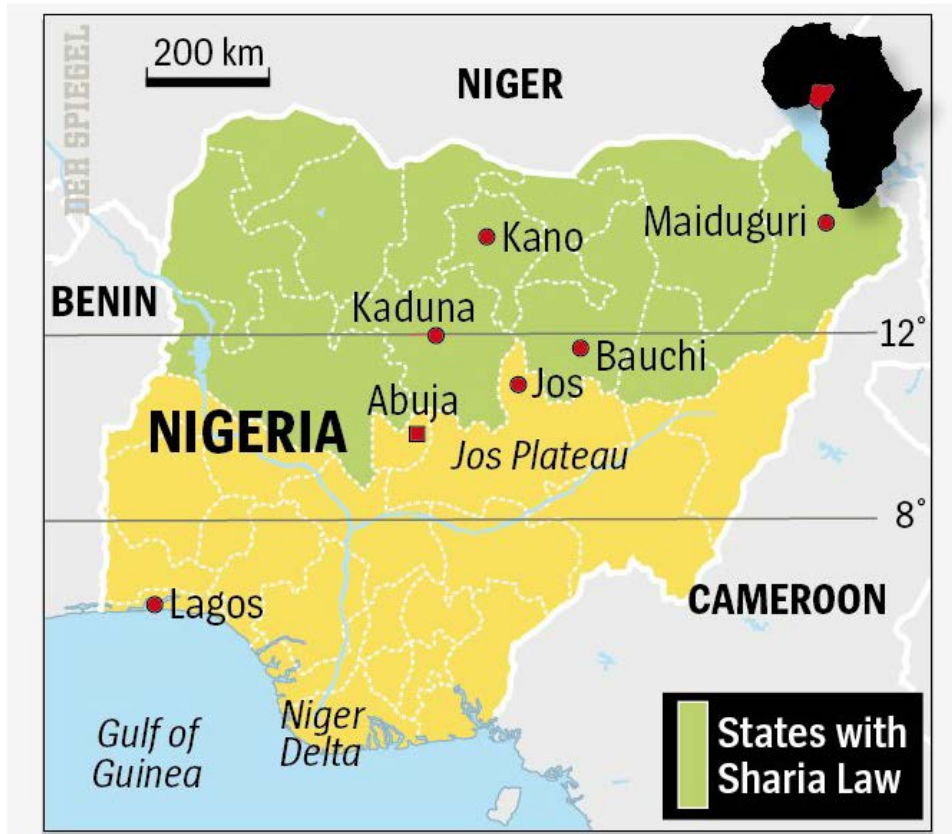 DER SPIEGEL
200 km
NIGER
Kano
Maiduguri
BENIN
Kaduna
12°
Bauchi
Jos
Abuja
NIGERIA
Jos Plateau
8°
Lagos
CAMEROON
Gulf of
Guinea
Niger
Delta
States with
Sharia Law